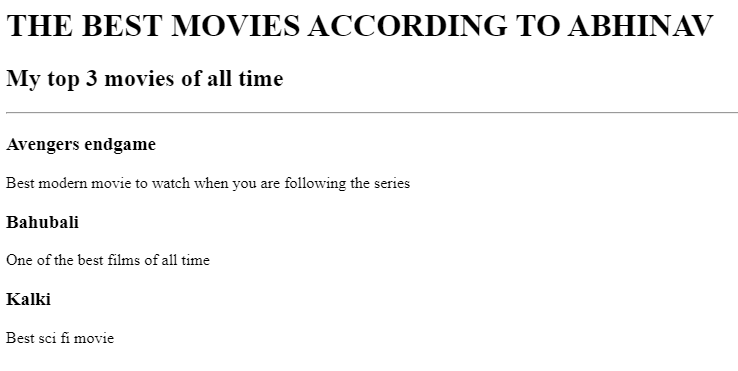 THE BEST MOVIES ACCORDING TO ABHINAV
My top 3 movies of all time
Avengers endgame
Best modern movie to watch when you are following the series
Bahubali
One of the best films of all time
Kalki
Best sci fi movie